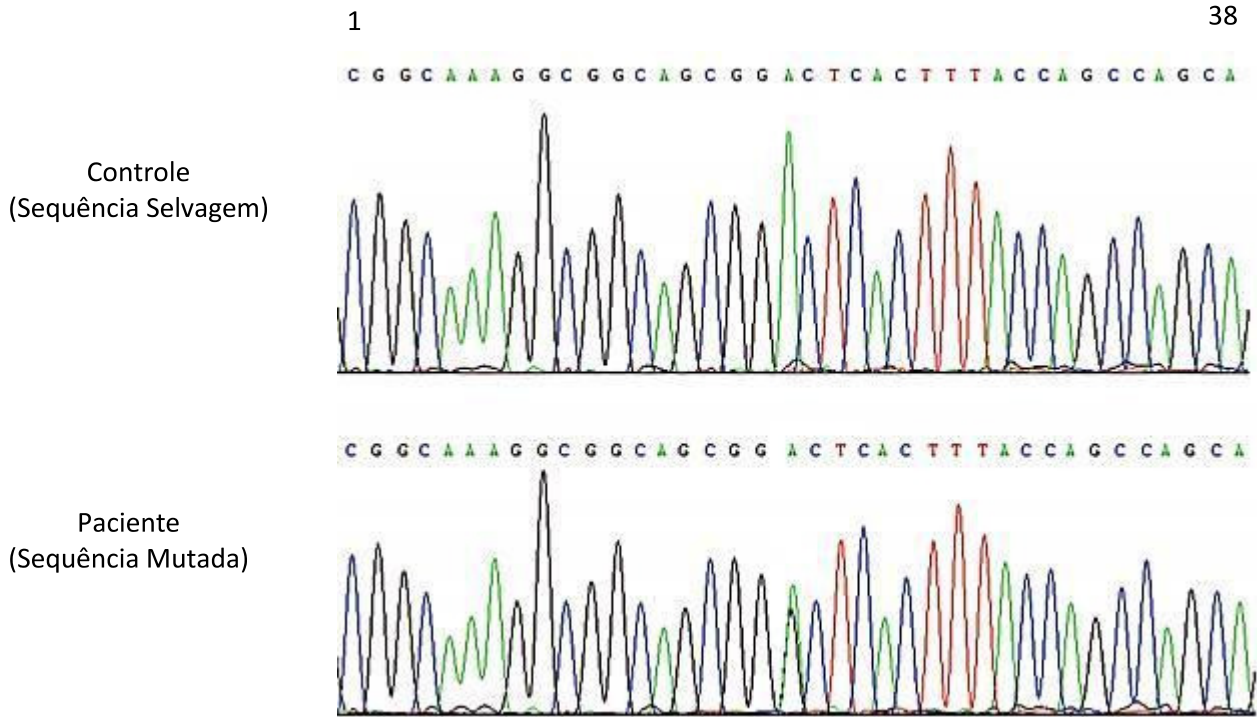 1 38
C G G C A A A G G C G G C A G C G G A C T C A C T T T A C C A G C C A G C A
Controle
(Sequência Selvagem)
C G G C A A A G G C G G C A G C G G A C T C A C T T T A C C A G C C A G C A
Paciente
(Sequência Mutada)